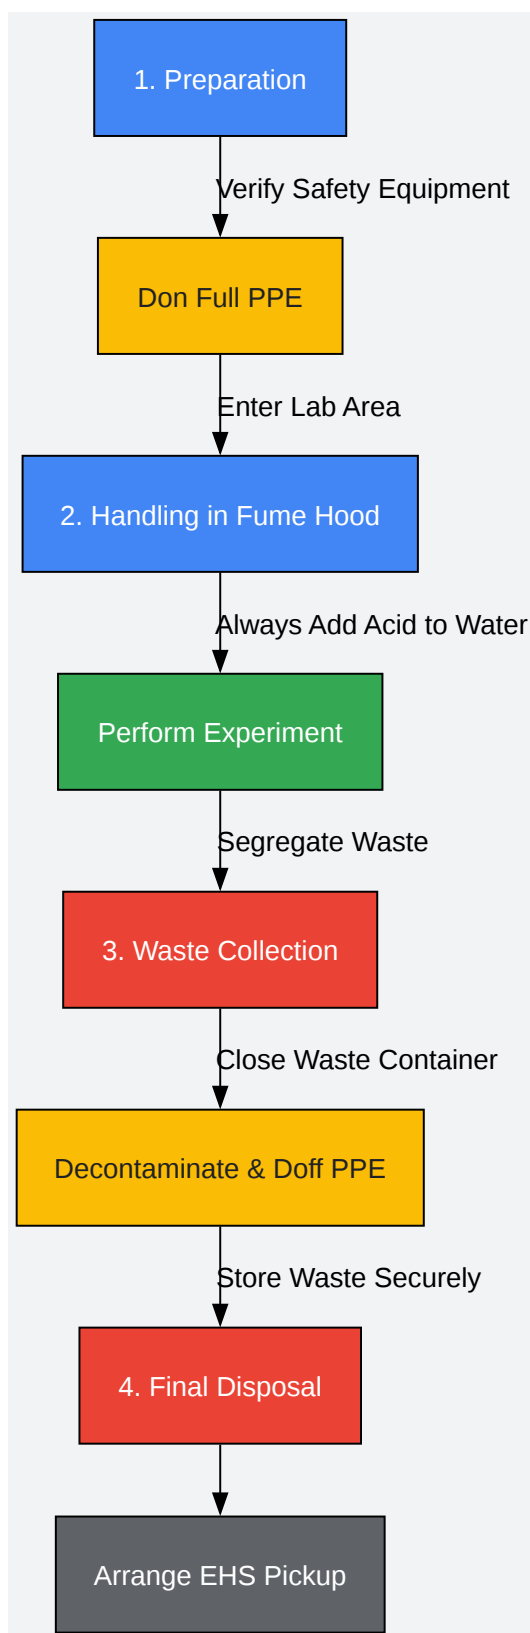 1. Preparation
Verify Safety Equipment
Don Full PPE
Enter Lab Area
2. Handling in Fume Hood
Always Add Acid to Water
Perform Experiment
Segregate Waste
3. Waste Collection
Close Waste Container
Decontaminate & Doff PPE
Store Waste Securely
4. Final Disposal
Arrange EHS Pickup